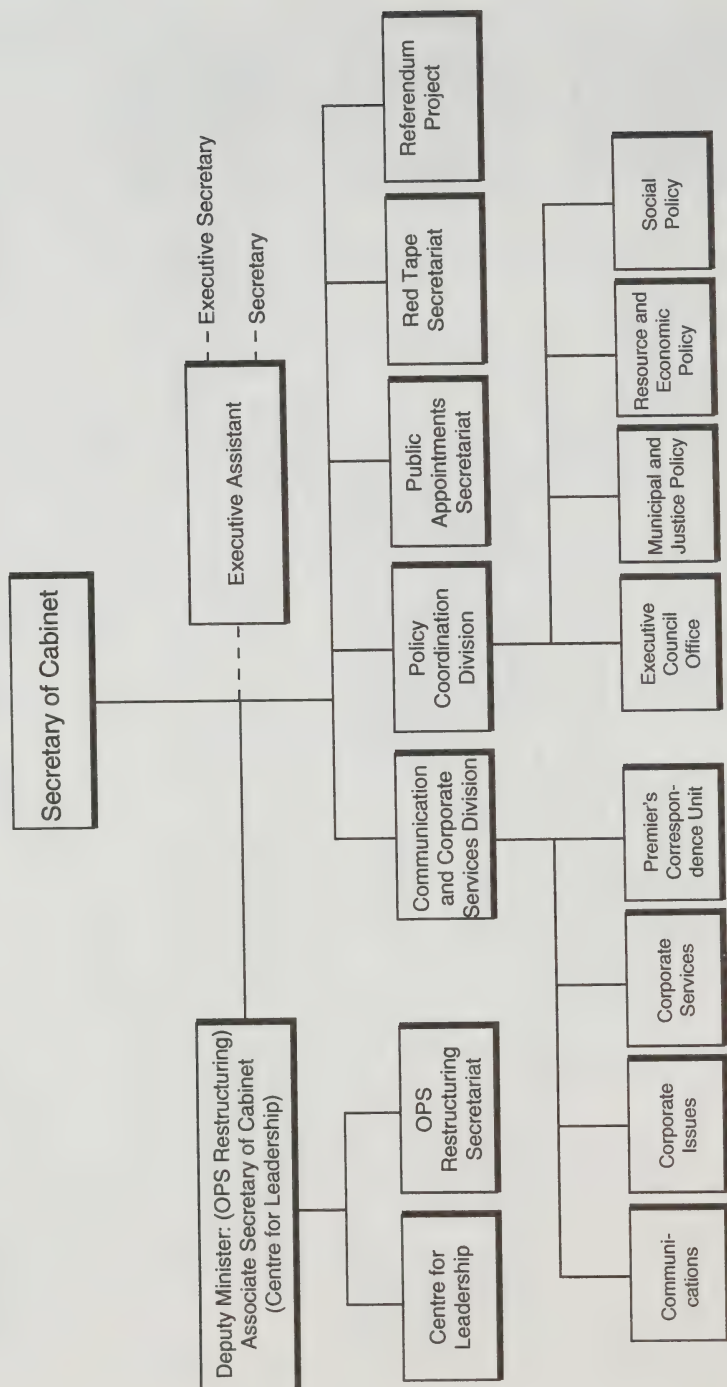 Secretary of Cabinet
Executive Assistant
Executive Secretary
Secretary
Deputy Minister: (OPS Restructuring)
Associate Secretary of Cabinet
(Centre for Leadership)
Centre for
Leadership
OPS
Restructuring
Secretariat
Communication
and Corporate
Services Division
Policy
Coordination
Division
Public
Appointments
Secretariat
Red Tape
Secretariat
Referendum
Project
Communi-
cations
Corporate
Issues
Corporate
Services
Premier's
Correspon-
dence Unit
Executive
Council
Office
Municipal and
Justice Policy
Resource and
Economic
Policy
Social
Policy